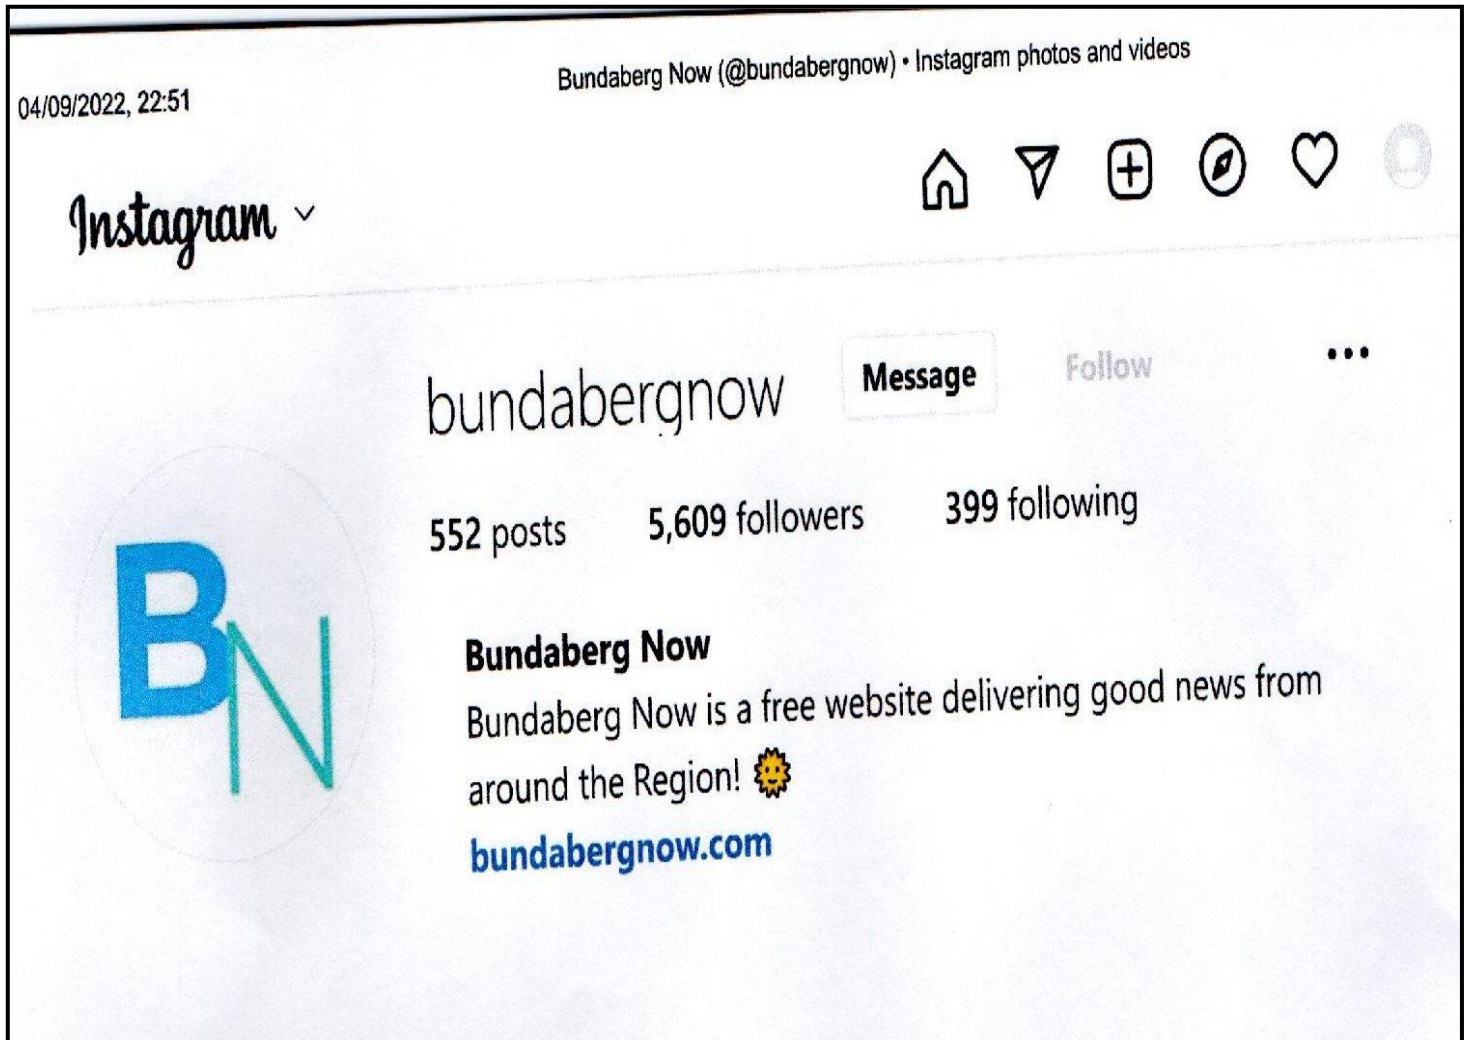 Bundaberg Now (@bundabergnow) • Instagram photos and videos
04/09/2022, 22:51
Instagram
bundabergnow Message Follow
552 posts 5,609 followers 399 following
BN
Bundaberg Now
Bundaberg Now is a free website delivering good news from
around the Region! 🌞
bundabergnow.com